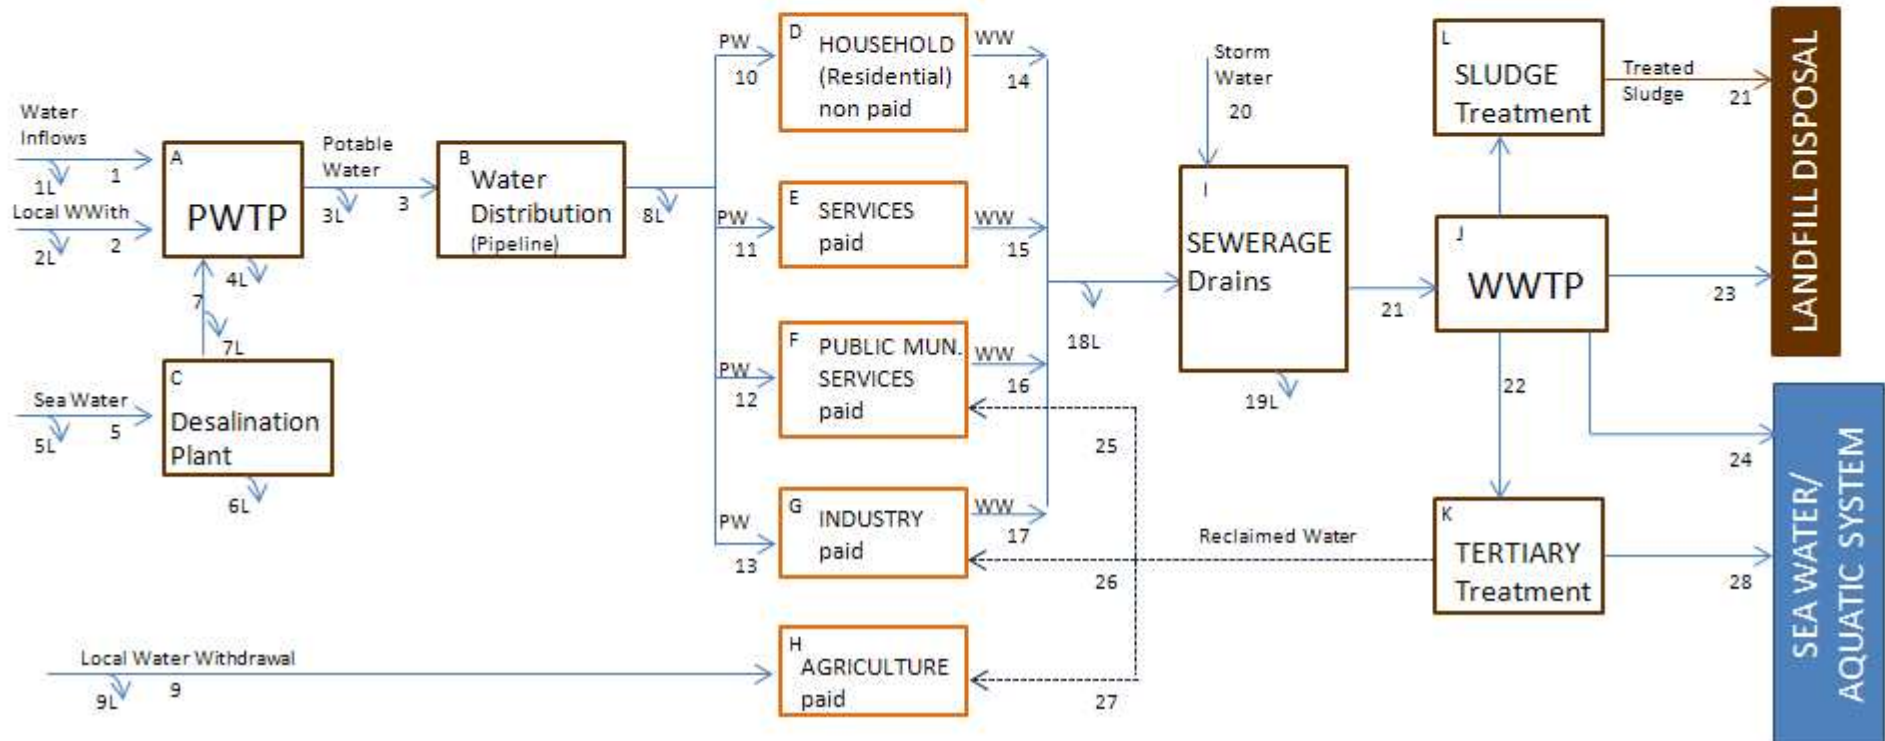 Water
Inflows
1L
1
Local WWith
2L
2
A
PWTP
4L
7
7L
Sea Water
5L
5
C
Desalination
Plant
6L
Potable
Water
3L
3
B
Water
Distribution
(Pipeline)
8L
PW
10
PW
11
PW
12
PW
13
D
HOUSEHOLD
(Residential)
non paid
WW
14
E
SERVICES
paid
WW
15
F
PUBLIC MUN.
SERVICES
paid
WW
16
G
INDUSTRY
paid
WW
17
Local Water Withdrawal
9L
9
H
AGRICULTURE
paid
18L
25
26
27
Reclaimed Water
Storm
Water
20
I
SEWERAGE
Drains
19L
21
L
SLUDGE
Treatment
Treated
Sludge
21
J
WWTP
23
22
24
K
TERTIARY
Treatment
28
LANDFILL DISPOSAL
SEA WATER/
AQUATIC SYSTEM